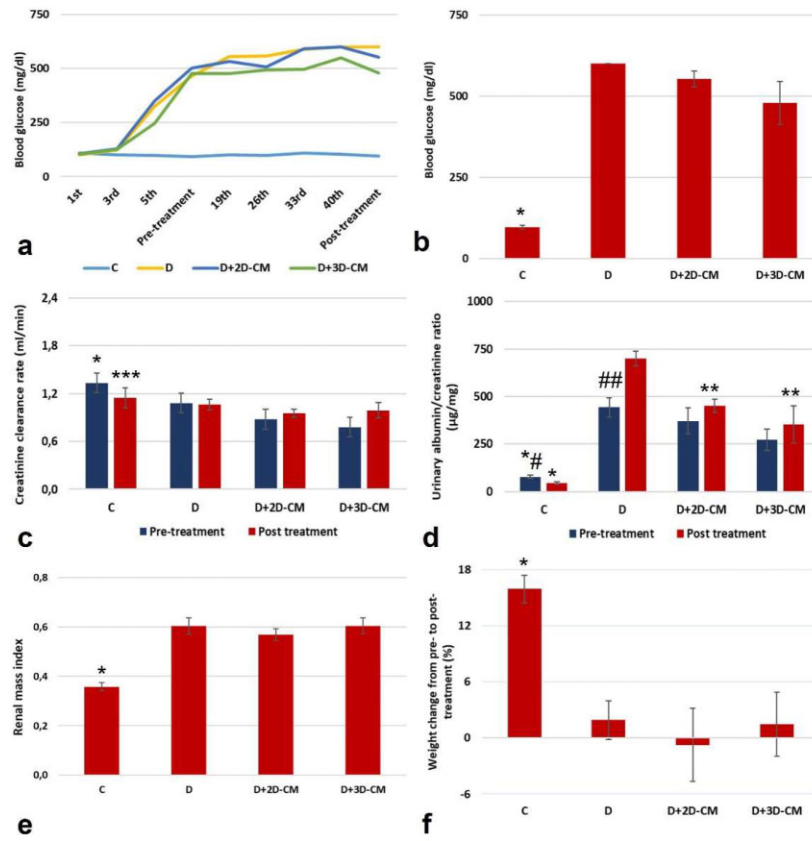 750
500
250
0
Blood glucose (mg/dl)
1st
3rd
5th
Pre-treatment
19th
26th
33rd
40th
Post-treatment
a
C
D
D+2D-CM
D+3D-CM
750
500
250
0
Blood glucose (mg/dl)
*
C
D
D+2D-CM
D+3D-CM
b
2,4
1,8
1,2
0,6
0,0
Creatinine clearance rate (ml/min)
*
***
C
D
D+2D-CM
D+3D-CM
Pre-treatment
Post treatment
c
1000
750
500
250
0
Urinary albumin/creatinine ratio
(µg/mg)
*#
*
##
**
**
C
D
D+2D-CM
D+3D-CM
Pre-treatment
Post treatment
d
0,8
0,6
0,4
0,2
0,0
Renal mass index
*
C
D
D+2D-CM
D+3D-CM
e
18
12
6
0
-6
Weight change from pre- to post-
treatment (%)
*
C
D
D+2D-CM
D+3D-CM
f